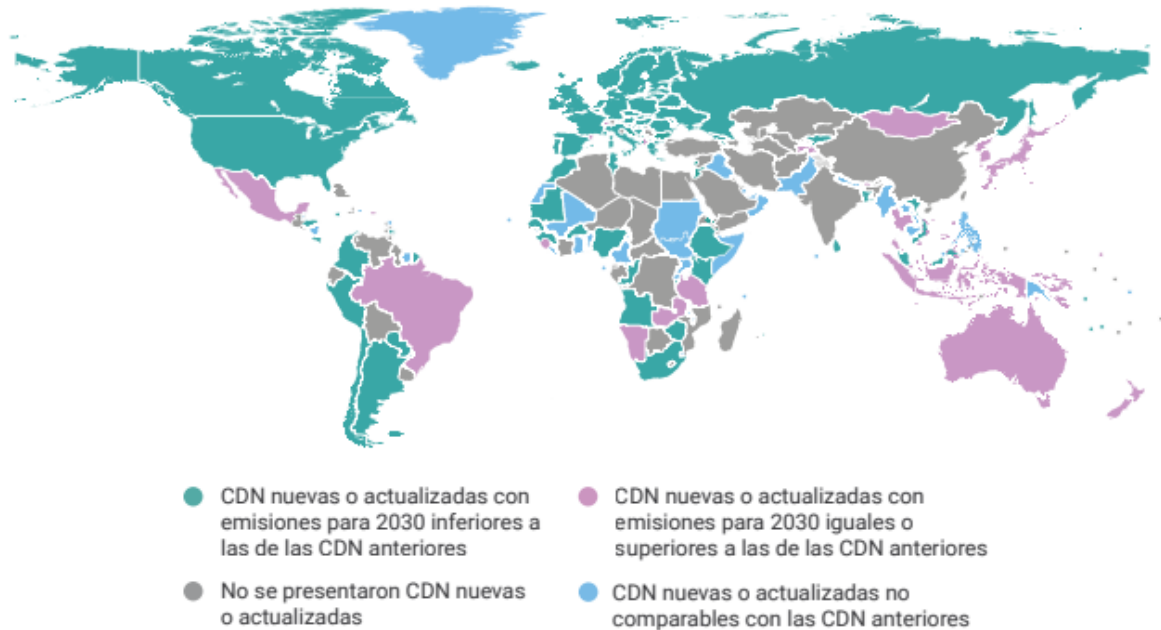 CDN nuevas o actualizadas con
emisiones para 2030 inferiores a
las de las CDN anteriores
No se presentaron CDN nuevas
o actualizadas
CDN nuevas o actualizadas con
emisiones para 2030 iguales o
superiores a las de las CDN anteriores
CDN nuevas o actualizadas no
comparables con las CDN anteriores